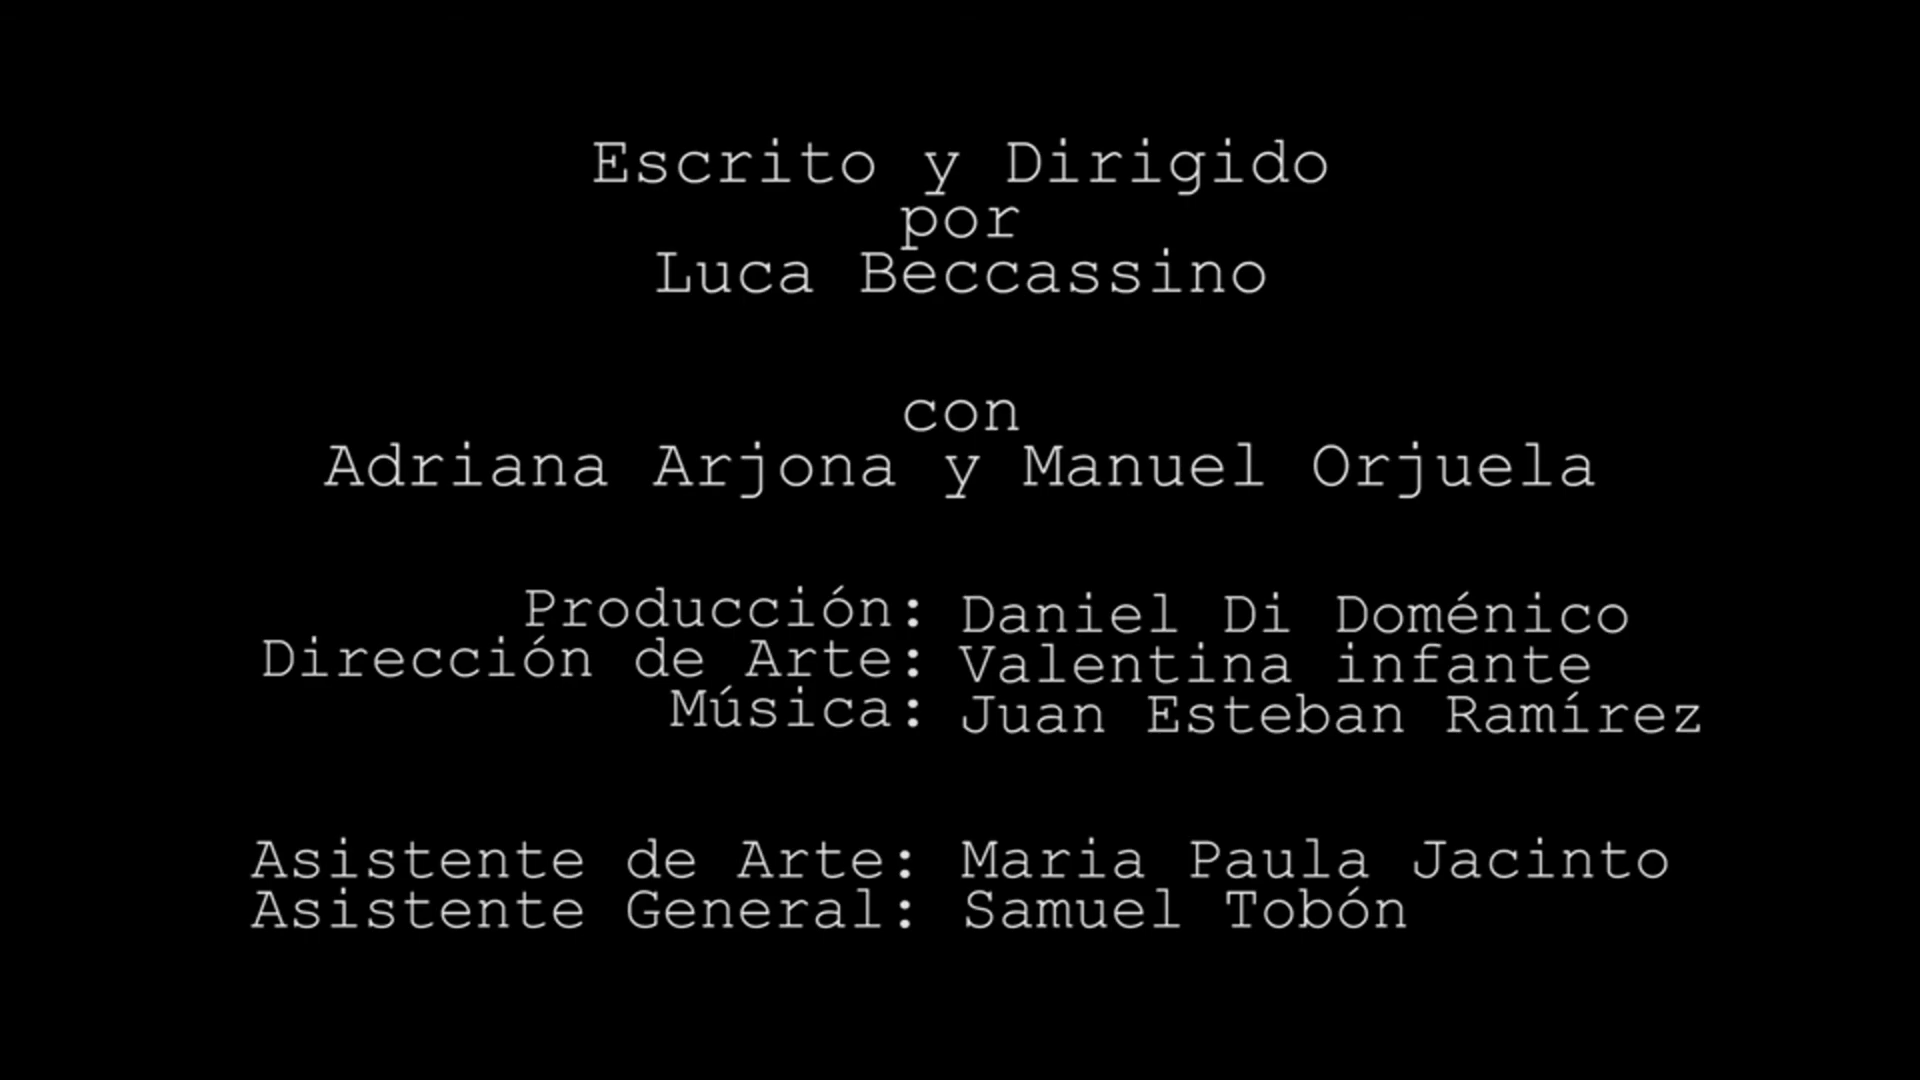 Escrito y Dirigido
por
Luca Beccassino
con
Adriana Arjona y Manuel Orjuela
Producción: Daniel Di Doménico
Dirección de Arte: Valentina infante
Música: Juan Esteban Ramírez
Asistente de Arte: Maria Paula Jacinto
Asistente General: Samuel Tobón